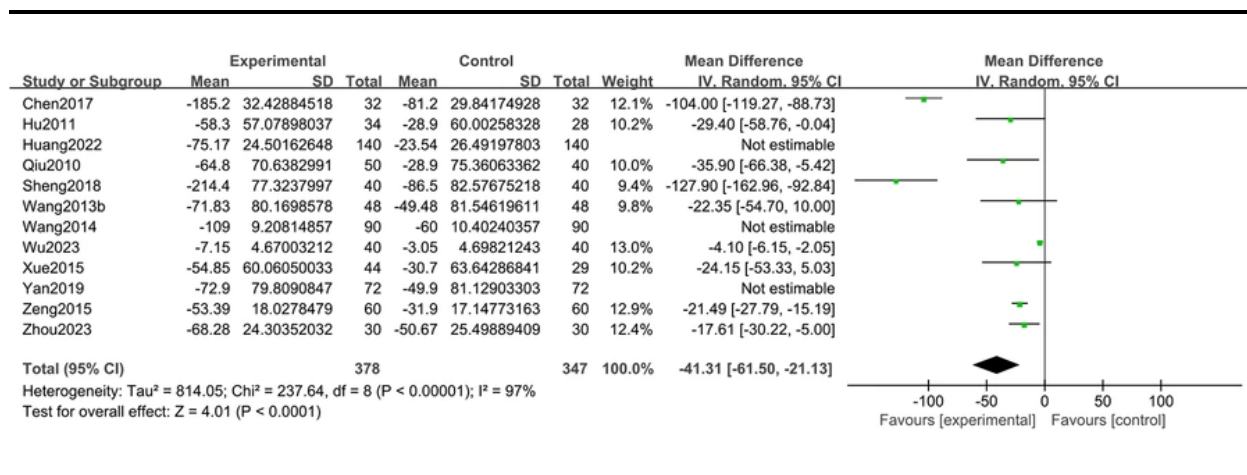 Experimental Control Mean Difference Mean Difference
Study or Subgroup Mean SD Total Mean SD Total Weight IV, Random, 95% CI IV, Random, 95% CI
Chen2017 -185.2 32.42884518 32 -81.2 29.84174928 32 12.1% -104.00 [-119.27, -88.73]
Hu2011 -58.3 57.07898037 34 -28.9 60.00258328 28 10.2% -29.40 [-58.76, -0.04]
Huang2022 -75.17 24.50162648 140 -23.54 26.49197803 140 Not estimable
Qiu2010 -64.8 70.6382991 50 -28.9 75.36063362 40 10.0% -35.90 [-66.38, -5.42]
Sheng2018 -214.4 77.3237997 40 -86.5 82.57675218 40 9.4% -127.90 [-162.96, -92.84]
Wang2013b -71.83 80.1698578 48 -49.48 81.54619611 48 9.8% -22.35 [-54.70, 10.00]
Wang2014 -109 9.20814857 90 -60 10.40240357 90 Not estimable
Wu2023 -7.15 4.67003212 40 -3.05 4.69821243 40 13.0% -4.10 [-6.15, -2.05]
Xue2015 -54.85 60.06050033 44 -30.7 63.64286841 29 10.2% -24.15 [-53.33, 5.03]
Yan2019 -72.9 79.8090847 72 -49.9 81.12903303 72 Not estimable
Zeng2015 -53.39 18.0278479 60 -31.9 17.14773163 60 12.9% -21.49 [-27.79, -15.19]
Zhou2023 -68.28 24.30352032 30 -50.67 25.49889409 30 12.4% -17.61 [-30.22, -5.00]
Total (95% CI) 378 347 100.0% -41.31 [-61.50, -21.13]
Heterogeneity: Tau² = 814.05; Chi² = 237.64, df = 8 (P < 0.00001); I² = 97%
Test for overall effect: Z = 4.01 (P < 0.0001)
-100 -50 0 50 100
Favours [experimental] Favours [control]